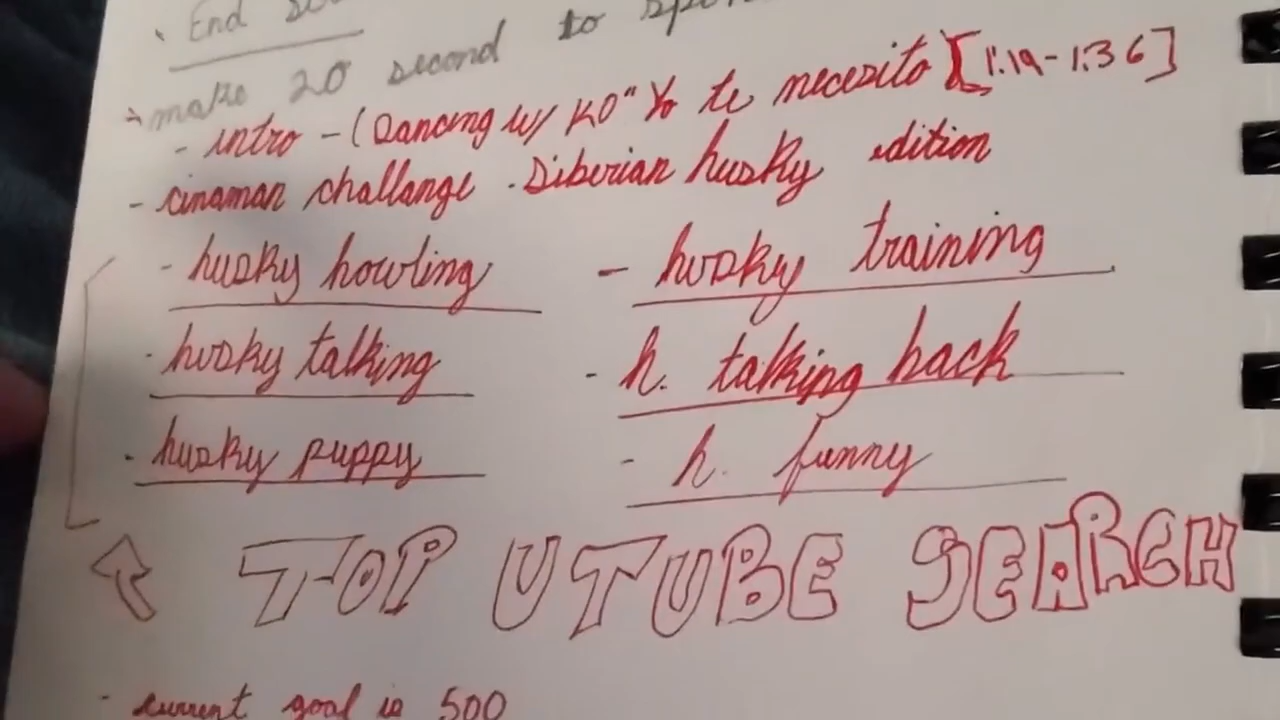 • End
make 20 second to
- intro - (Dancing w/ KO" Yo te necesito [1:19-1:36]
- cinaman challange . Siberian husky edition
- husky howling - husky training
- husky talking - h. talking back
- husky puppy - h. funny
TOP UTUBE SEARCH
- current goal is 500